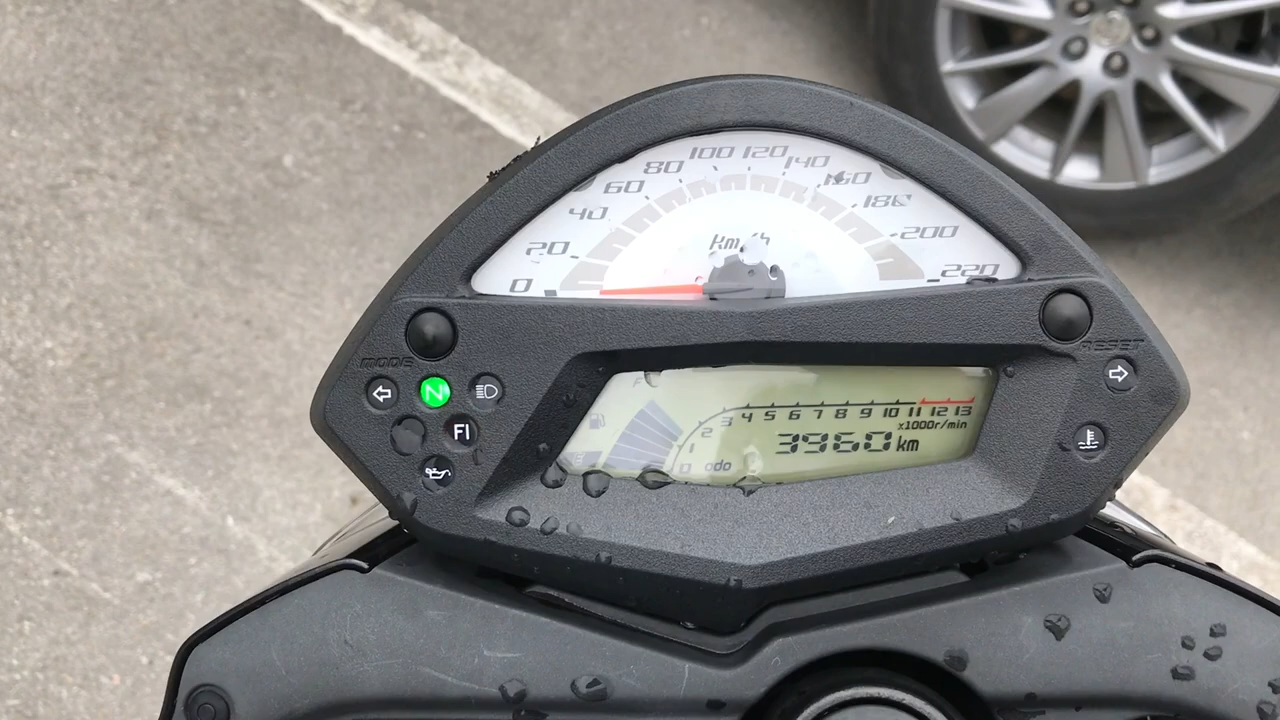 0 20 40 60 80 100 120 140 160 180 200 220
km/h
MODE
RESET
N
FI
F
E
0 1 2 3 4 5 6 7 8 9 10 11 12 13
x1000r/min
odo 3960 km